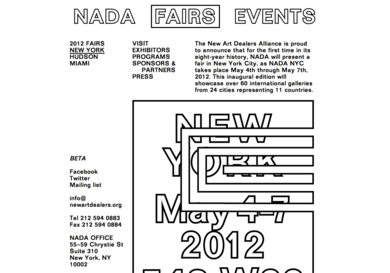 NADA FAIRS EVENTS
2012 FAIRS
NEW YORK
HUDSON
MIAMI
VISIT
EXHIBITORS
PROGRAMS
SPONSORS &
PARTNERS
PRESS
The New Art Dealers Alliance is proud
to announce that for the first time in its
eight-year history, NADA will present a
fair in New York City, as NADA NYC
takes place May 4th through May 7th,
2012. This inaugural edition will
showcase over 60 international galleries
from 24 cities representing 11 countries.
BETA
Facebook
Twitter
Mailing list
info@
newartdealers.org
Tel 212 594 0883
Fax 212 594 0884
NADA OFFICE
55–59 Chrystie St
Suite 310
New York, NY
10002
NEW
YORK
May 4-7
2012